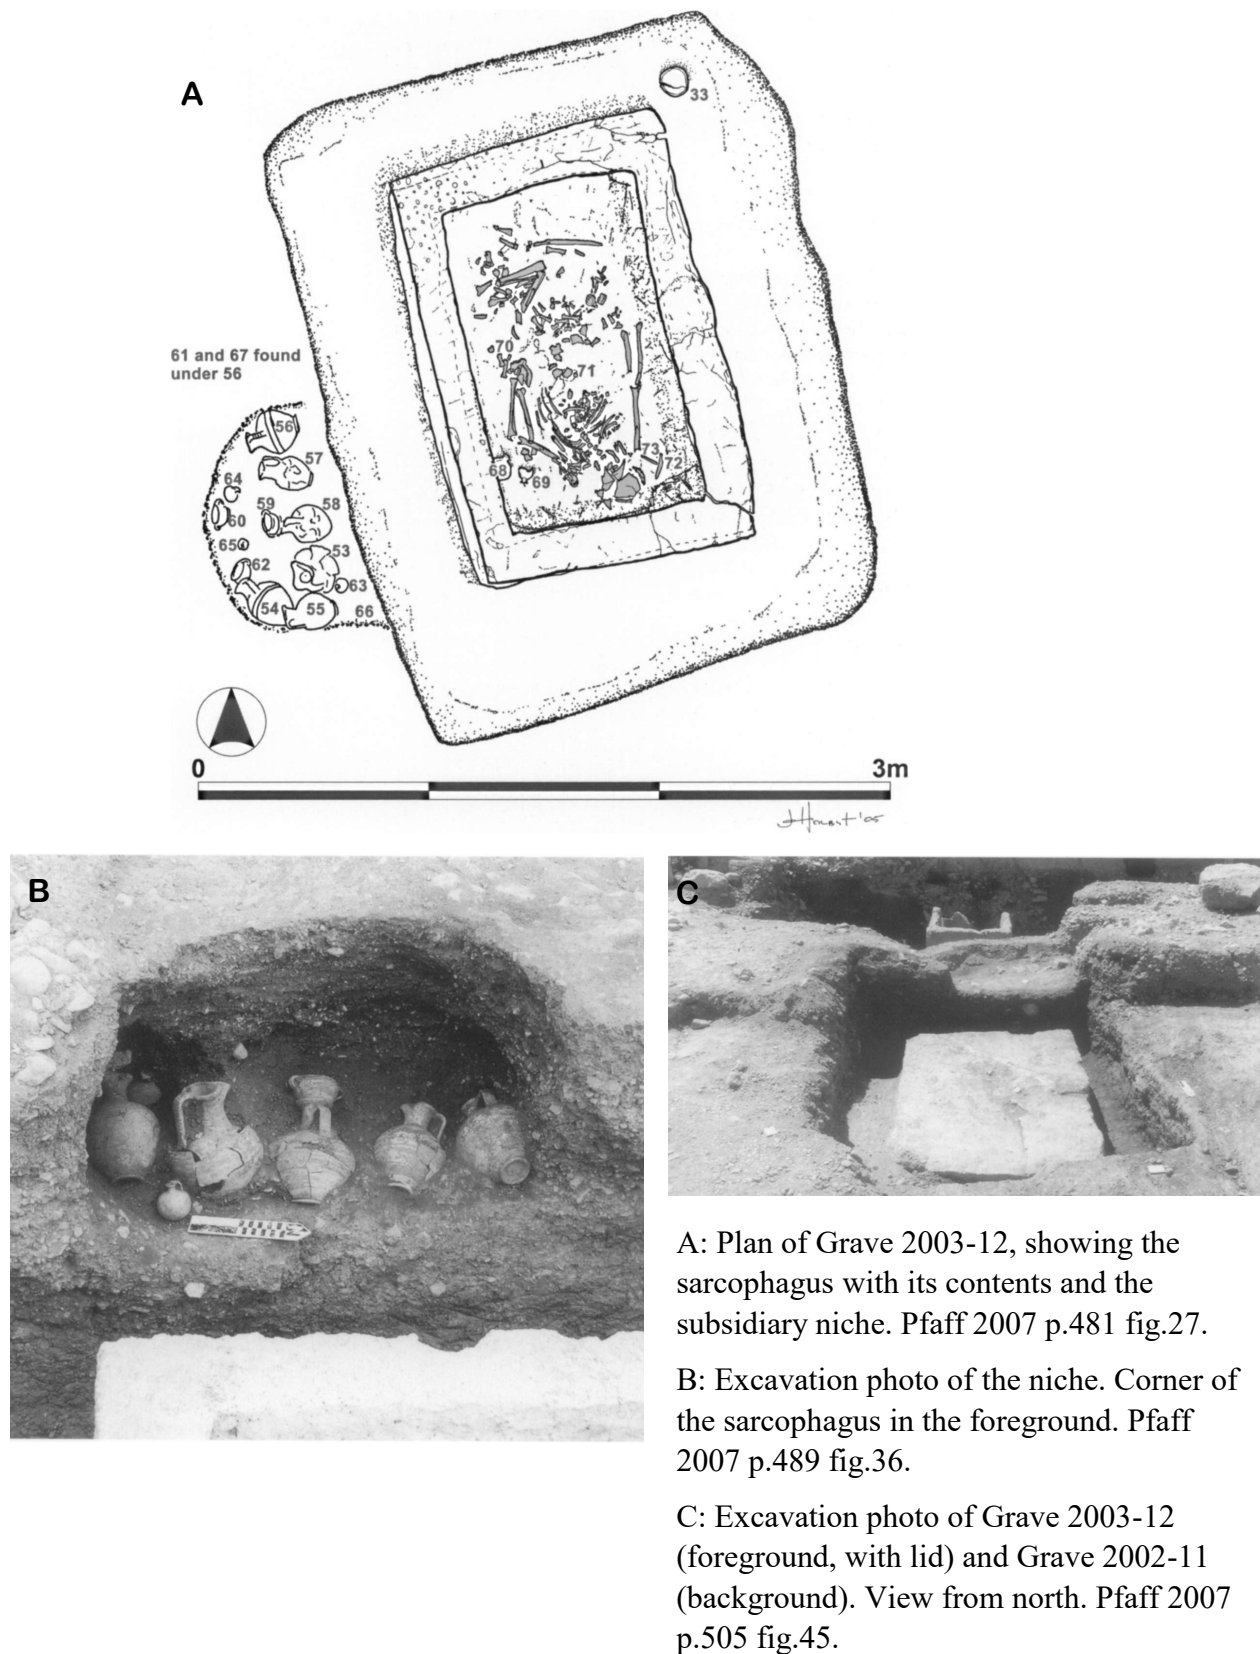 A
33
61 and 67 found
under 56
70
71
56
57
64
59
58
60
65
53
62
63
54
55
66
68
69
73
72
0
3m
B
C
A: Plan of Grave 2003-12, showing the
sarcophagus with its contents and the
subsidiary niche. Pfaff 2007 p.481 fig.27.
B: Excavation photo of the niche. Corner of
the sarcophagus in the foreground. Pfaff
2007 p.489 fig.36.
C: Excavation photo of Grave 2003-12
(foreground, with lid) and Grave 2002-11
(background). View from north. Pfaff 2007
p.505 fig.45.